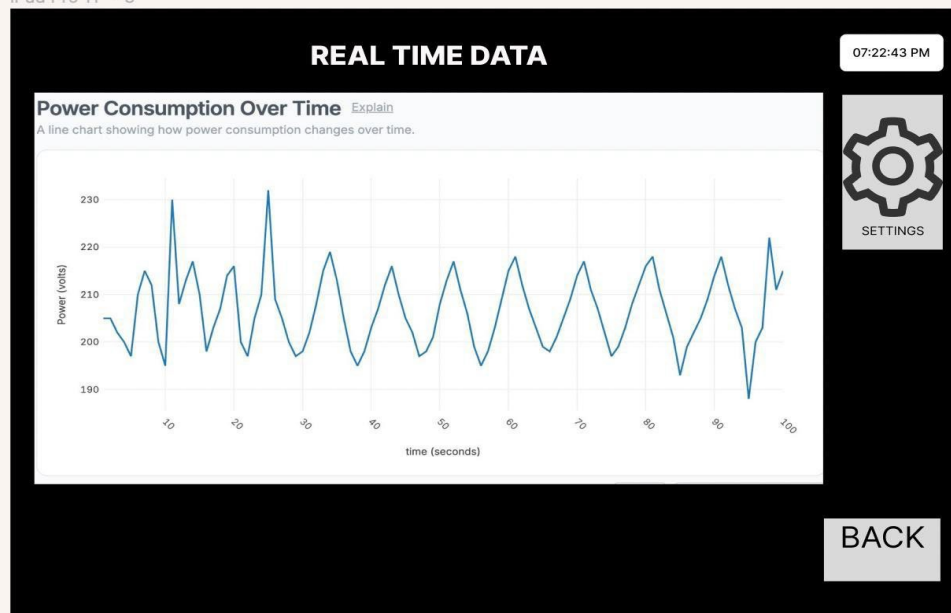 REAL TIME DATA
07:22:43 PM
Power Consumption Over Time Explain
A line chart showing how power consumption changes over time.
SETTINGS
230
220
210
200
190
Power (volts)
10 20 30 40 50 60 70 80 90 100
time (seconds)
BACK